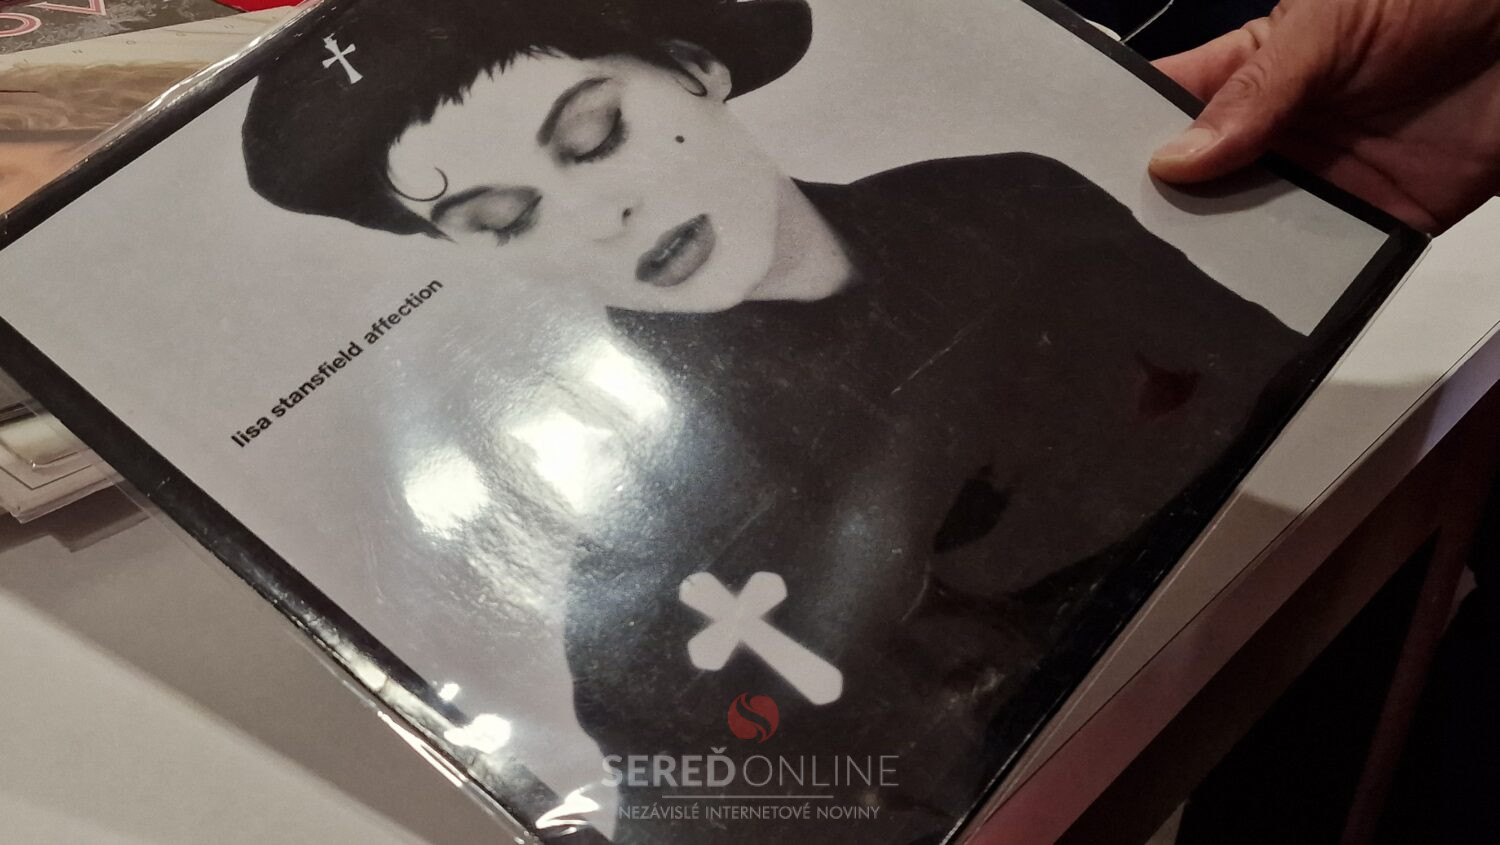 lisa stansfield affection
SEREĎONLINE
NEZÁVISLÉ INTERNETOVÉ NOVINY